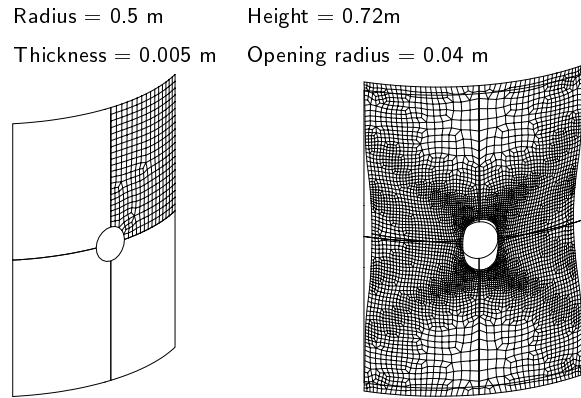 Radius = 0.5 m Height = 0.72m
Thickness = 0.005 m Opening radius = 0.04 m